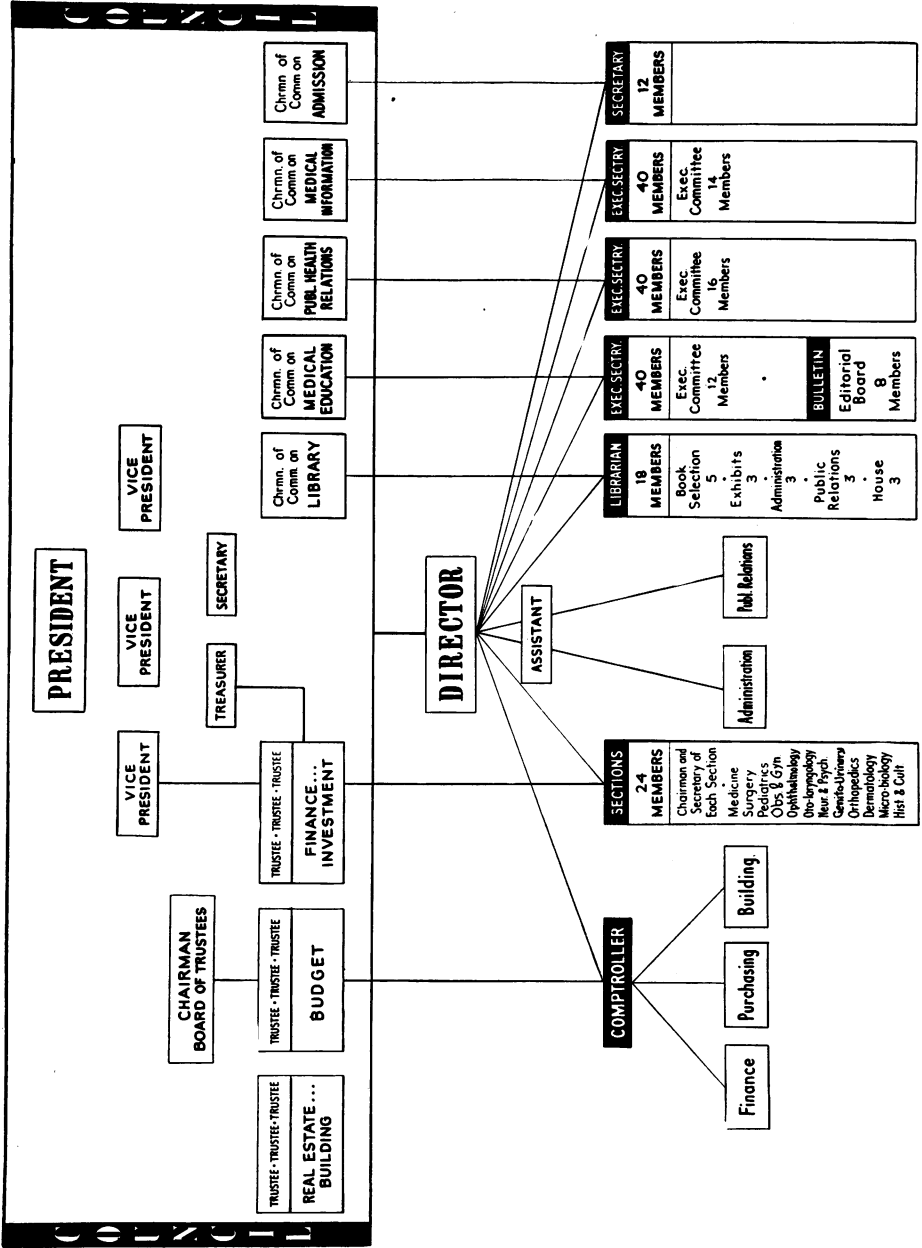 COUNCIL
PRESIDENT
VICE
PRESIDENT
VICE
PRESIDENT
VICE
PRESIDENT
CHAIRMAN
BOARD OF TRUSTEES
TREASURER
SECRETARY
TRUSTEE • TRUSTEE • TRUSTEE
REAL ESTATE...
BUILDING
TRUSTEE • TRUSTEE • TRUSTEE
BUDGET
TRUSTEE • TRUSTEE • TRUSTEE
FINANCE...
INVESTMENT
Chrmn. of
Comm on
LIBRARY
Chrmn. of
Comm on
MEDICAL
EDUCATION
Chrmn. of
Comm on
PUBL HEALTH
RELATIONS
Chrmn. of
Comm on
MEDICAL
INFORMATION
Chrmn of
Comm on
ADMISSION
COUNCIL
DIRECTOR
ASSISTANT
Administration
Publ. Relations
COMPTROLLER
Finance
Purchasing
Building.
SECTIONS
24
MEMBERS
Chairman and
Secretary of
Each Section
•
Medicine
Surgery
Pediatrics
Obs & Gyn
Ophthalmology
Oto-laryngology
Neur & Psych.
Genito-Urinary
Orthopedics
Dermatology
Micro-biology
Hist & Cult
LIBRARIAN
18
MEMBERS
Book
Selection
5
•
Exhibits
3
•
Administration
3
•
Public
Relations
3
•
House
3
EXEC.SECTRY.
40
MEMBERS
Exec.
Committee
12
Members
•
BULLETIN
Editorial
Board
8
Members
EXEC.SECTRY.
40
MEMBERS
Exec
Committee
16
Members
EXEC.SECTRY
40
MEMBERS
Exec.
Committee
14
Members
SECRETARY
12
MEMBERS